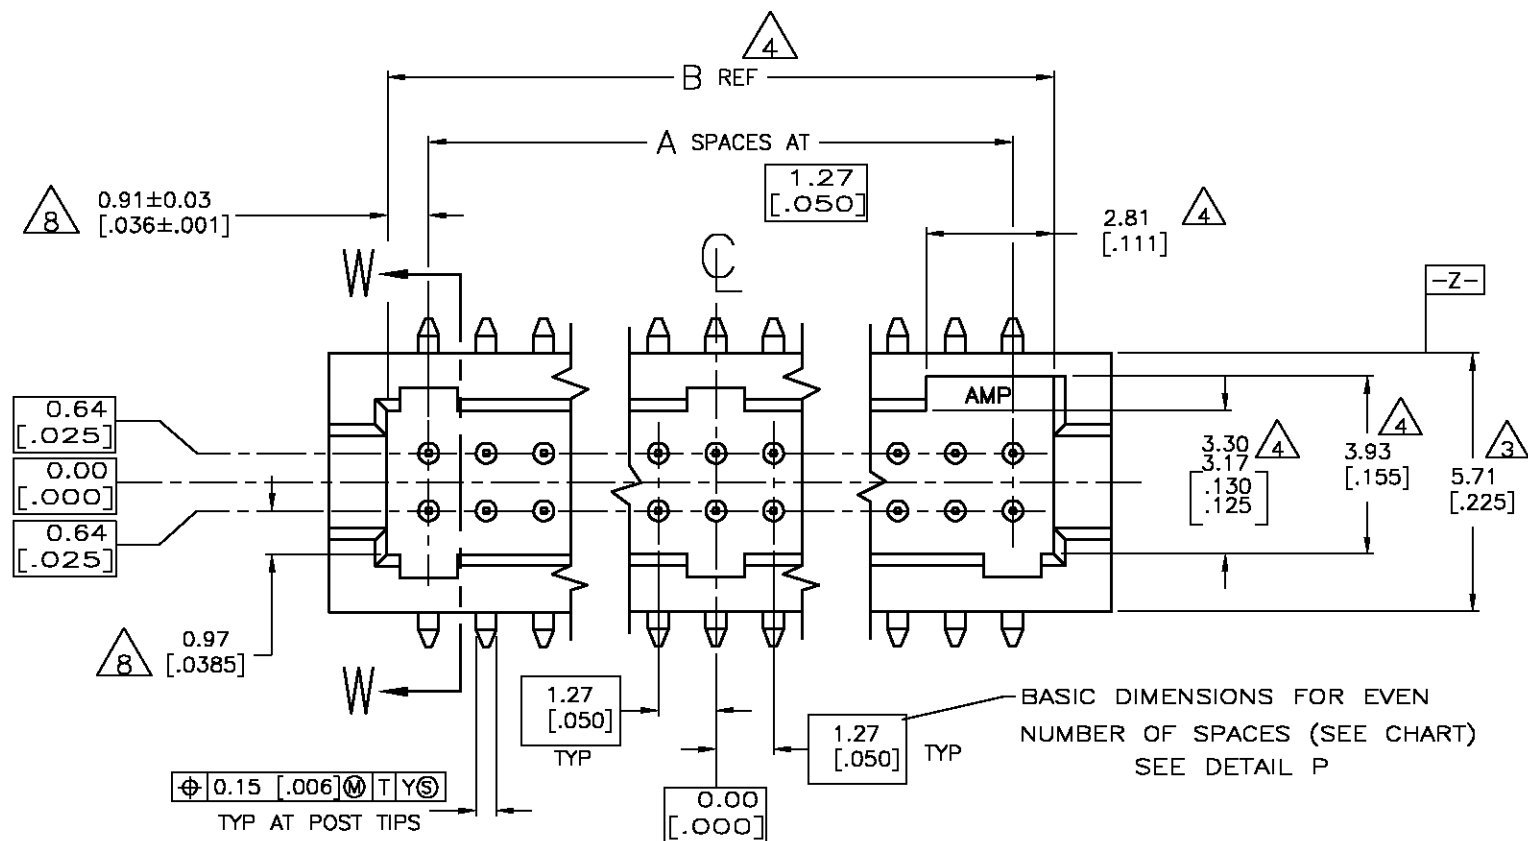 4
B REF
A SPACES AT
1.27
[.050]
8
0.91±0.03
[.036±.001]
2.81
[.111]
4
W
CL
-Z-
AMP
0.64
[.025]
0.00
[.000]
0.64
[.025]
3.30
3.17
[.130
.125]
4
3.93
[.155]
4
5.71
[.225]
3
8
0.97
[.0385]
W
1.27
[.050]
TYP
1.27
[.050]
TYP
BASIC DIMENSIONS FOR EVEN
NUMBER OF SPACES (SEE CHART)
SEE DETAIL P
⌖ 0.15 [.006]Ⓜ T YⓈ
TYP AT POST TIPS
0.00
[.000]